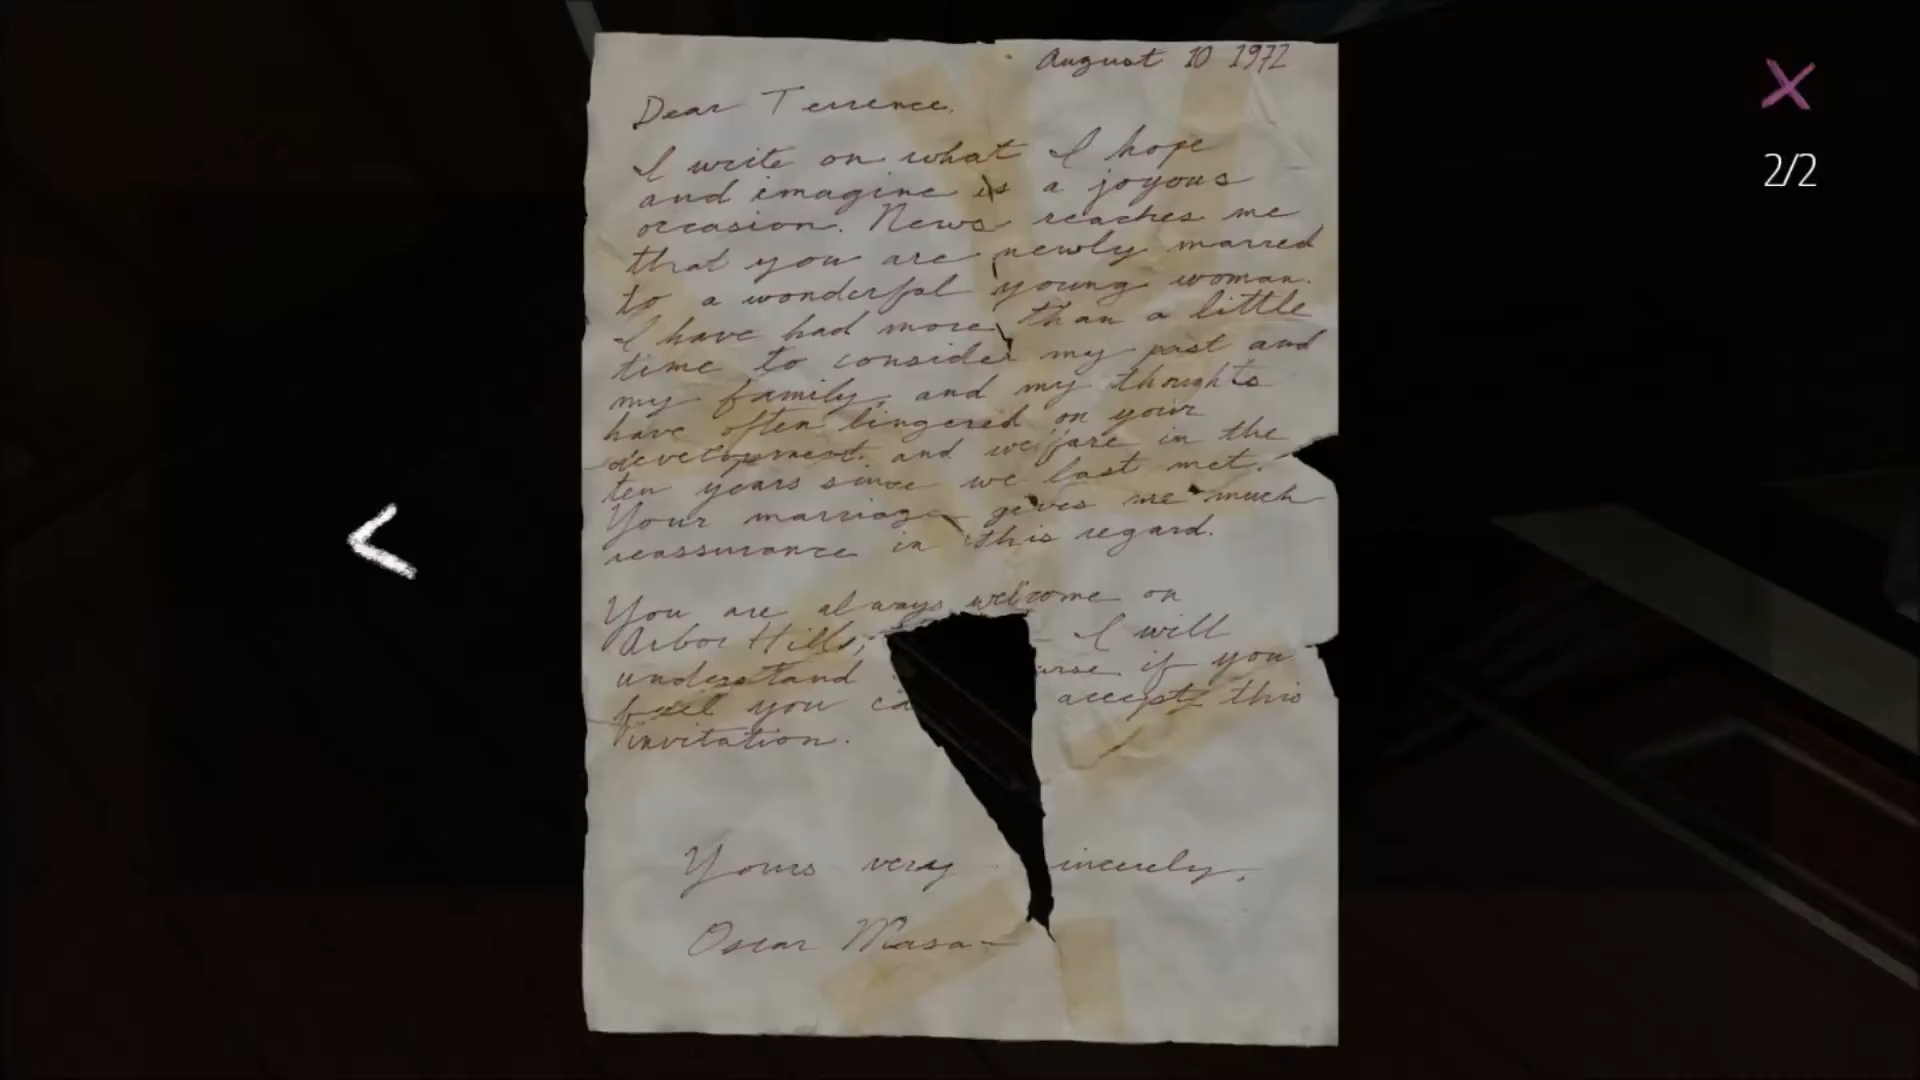 August 10 1972
2/2
Dear Terrence,
I write on what I hope
and imagine is a joyous
occasion. News reaches me
that you are newly marred
to a wonderful young woman.
I have had more than a little
time to consider my past and
my family, and my thoughts
have often lingered on your
development and welfare in the
ten years since we last met.
Your marriage gives me much
reassurance in this regard.
You are always welcome on
Arbor Hills; I will
understand urse if you
feel you ca accept this
invitation.
Yours very incerely,
Oscar Masan